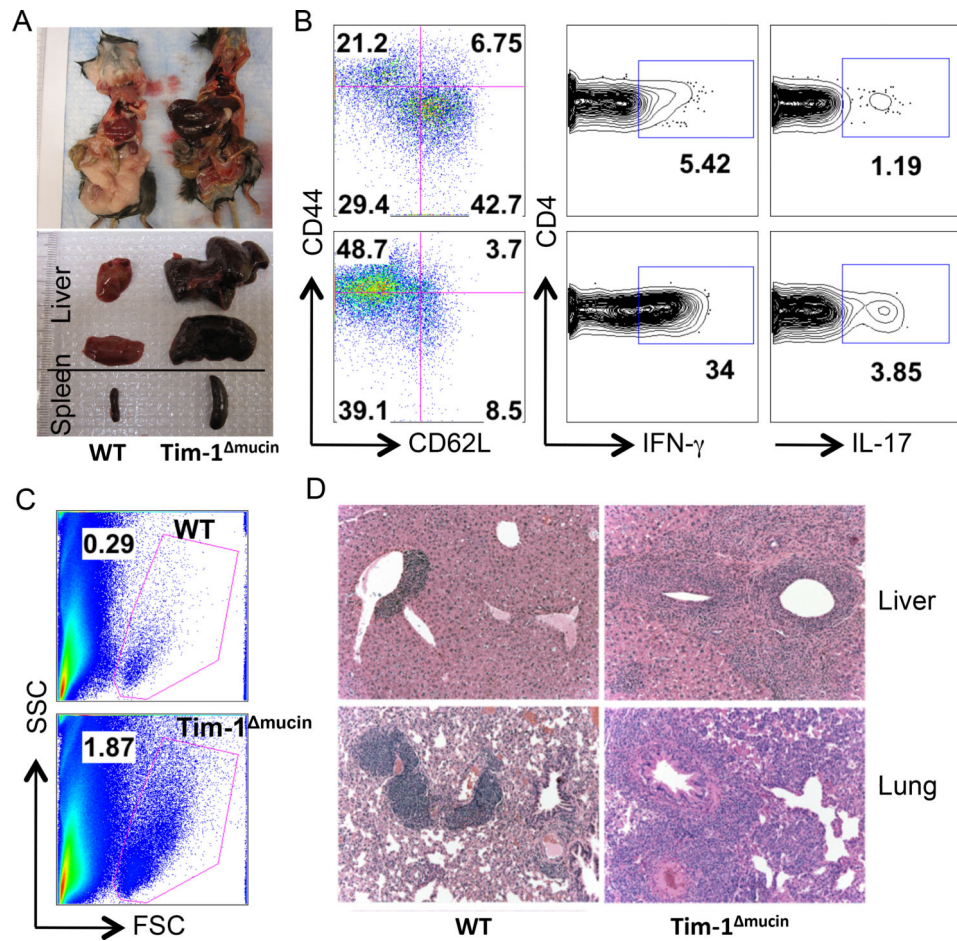 A
Liver
Spleen
WT Tim-1Δmucin
B
21.2 6.75
29.4 42.7
48.7 3.7
39.1 8.5
CD44
CD62L
5.42
1.19
34
3.85
CD4
IFN-γ
IL-17
C
WT
0.29
Tim-1Δmucin
1.87
SSC
FSC
D
Liver
Lung
WT Tim-1Δmucin